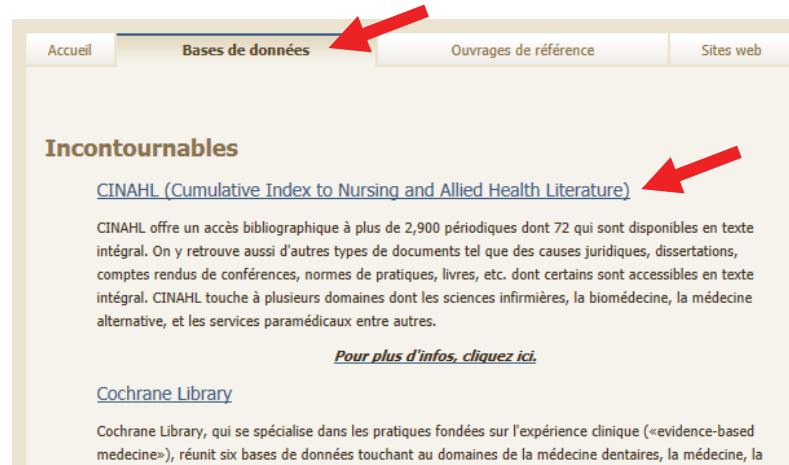 Accueil Bases de données Ouvrages de référence Sites web
Incontournables
CINAHL (Cumulative Index to Nursing and Allied Health Literature)
CINAHL offre un accès bibliographique à plus de 2,900 périodiques dont 72 qui sont disponibles en texte
intégral. On y retrouve aussi d'autres types de documents tel que des causes juridiques, dissertations,
comptes rendus de conférences, normes de pratiques, livres, etc. dont certains sont accessibles en texte
intégral. CINAHL touche à plusieurs domaines dont les sciences infirmières, la biomédecine, la médecine
alternative, et les services paramédicaux entre autres.
Pour plus d'infos, cliquez ici.
Cochrane Library
Cochrane Library, qui se spécialise dans les pratiques fondées sur l'expérience clinique («evidence-based
medecine»), réunit six bases de données touchant au domaines de la médecine dentaires, la médecine, la